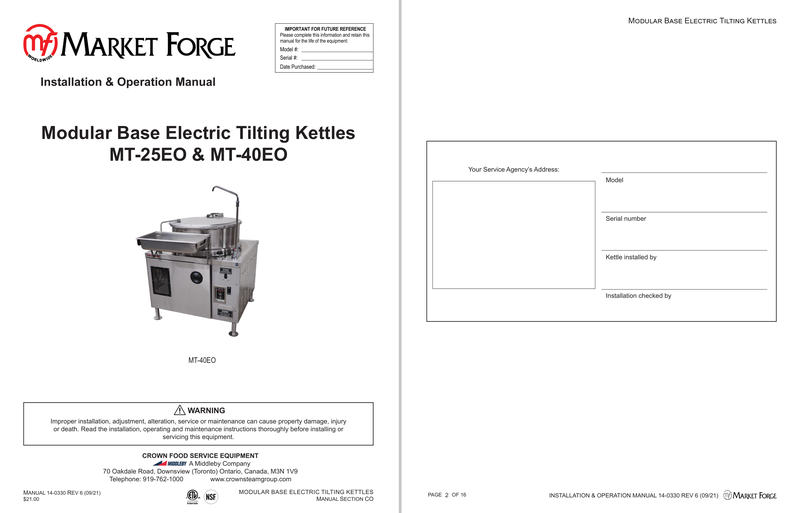 mf
WORLDWIDE
MARKET FORGE
IMPORTANT FOR FUTURE REFERENCE
Please complete this information and retain this
manual for the life of the equipment:
Model #:
Serial #:
Date Purchased:
Installation & Operation Manual
Modular Base Electric Tilting Kettles
MT-25EO & MT-40EO
MT-40EO
WARNING
Improper installation, adjustment, alteration, service or maintenance can cause property damage, injury
or death. Read the installation, operating and maintenance instructions thoroughly before installing or
servicing this equipment.
CROWN FOOD SERVICE EQUIPMENT
MIDDLEBY A Middleby Company
70 Oakdale Road, Downsview (Toronto) Ontario, Canada, M3N 1V9
Telephone: 919-762-1000 www.crownsteamgroup.com
MANUAL 14-0330 REV 6 (09/21)
$21.00
NSF
MODULAR BASE ELECTRIC TILTING KETTLES
MANUAL SECTION CO
MODULAR BASE ELECTRIC TILTING KETTLES
Your Service Agency's Address:
Model
Serial number
Kettle installed by
Installation checked by
PAGE 2 OF 16
INSTALLATION & OPERATION MANUAL 14-0330 REV 6 (09/21)
MARKET FORGE